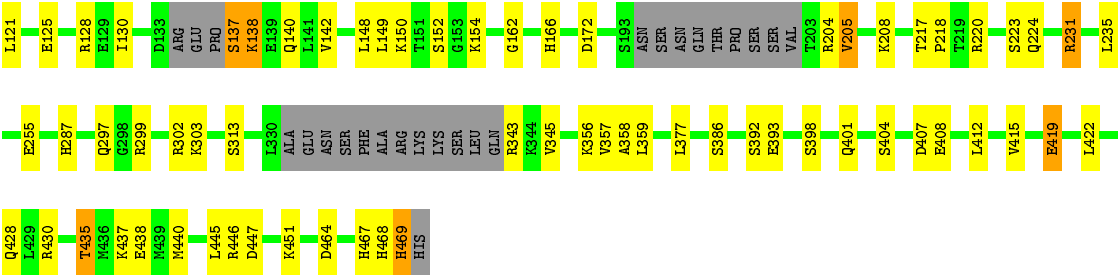 L121 E125 R128 E129 I130 D133 ARG GLU PRO S137 K138 E139 Q140 L141 V142 L148 L149 K150 T151 S152 G153 K154 G162 H166 D172 S193 ASN SER ASN GLN THR PRO SER SER VAL T203 R204 V205 K208 T217 P218 T219 R220 S223 Q224 R231 L235
E255 H287 Q297 G298 R299 R302 K303 S313 L330 ALA GLU ASN SER PHE ALA ARG LYS LYS SER LEU GLN R343 K344 V345 K356 V357 A358 L359 L377 S386 S392 E393 S398 Q401 S404 D407 E408 L412 V415 E419 L422
Q428 L429 R430 T435 M436 K437 E438 M439 M440 L445 R446 D447 K451 D464 H467 H468 H469 HIS